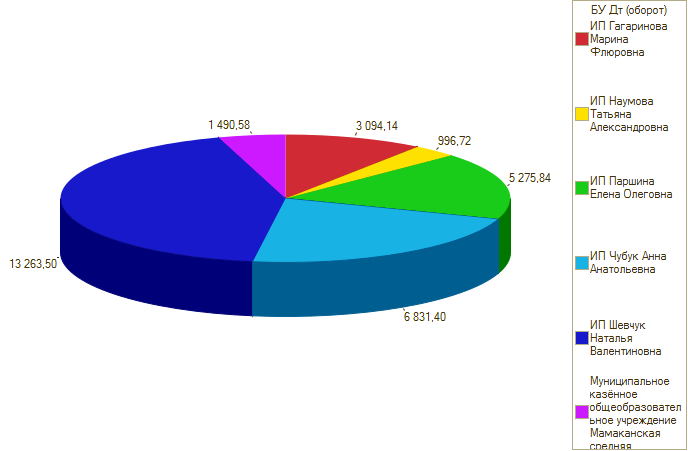 БУ Дт (оборот)
ИП Гагаринова
Марина
Флюровна
ИП Наумова
Татьяна
Александровна
ИП Паршина
Елена Олеговна
ИП Чубук Анна
Анатольевна
ИП Шевчук
Наталья
Валентиновна
Муниципальное
казённое
общеобразовател
ьное учреждение
Мамаканская
средняя
1 490,58
3 094,14
996,72
5 275,84
13 263,50
6 831,40